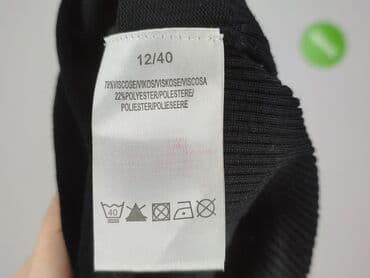 12/40
78%VISCOSE/VIKOS/VISKOSE/VISCOSA
22%POLYESTER/POLESTERE/
POLIESTER/POLIESEERE
40